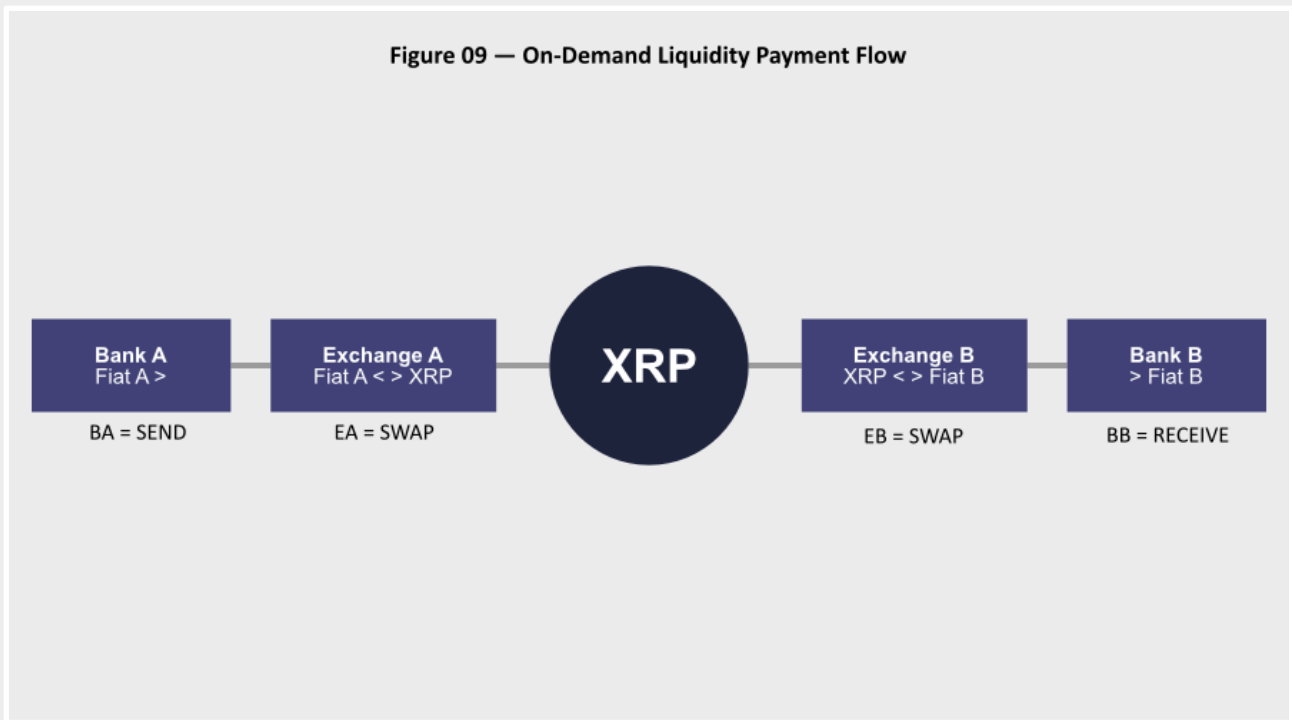 Figure 09 — On-Demand Liquidity Payment Flow
Bank A
Fiat A >
BA = SEND
Exchange A
Fiat A < > XRP
EA = SWAP
XRP
Exchange B
XRP < > Fiat B
EB = SWAP
Bank B
> Fiat B
BB = RECEIVE